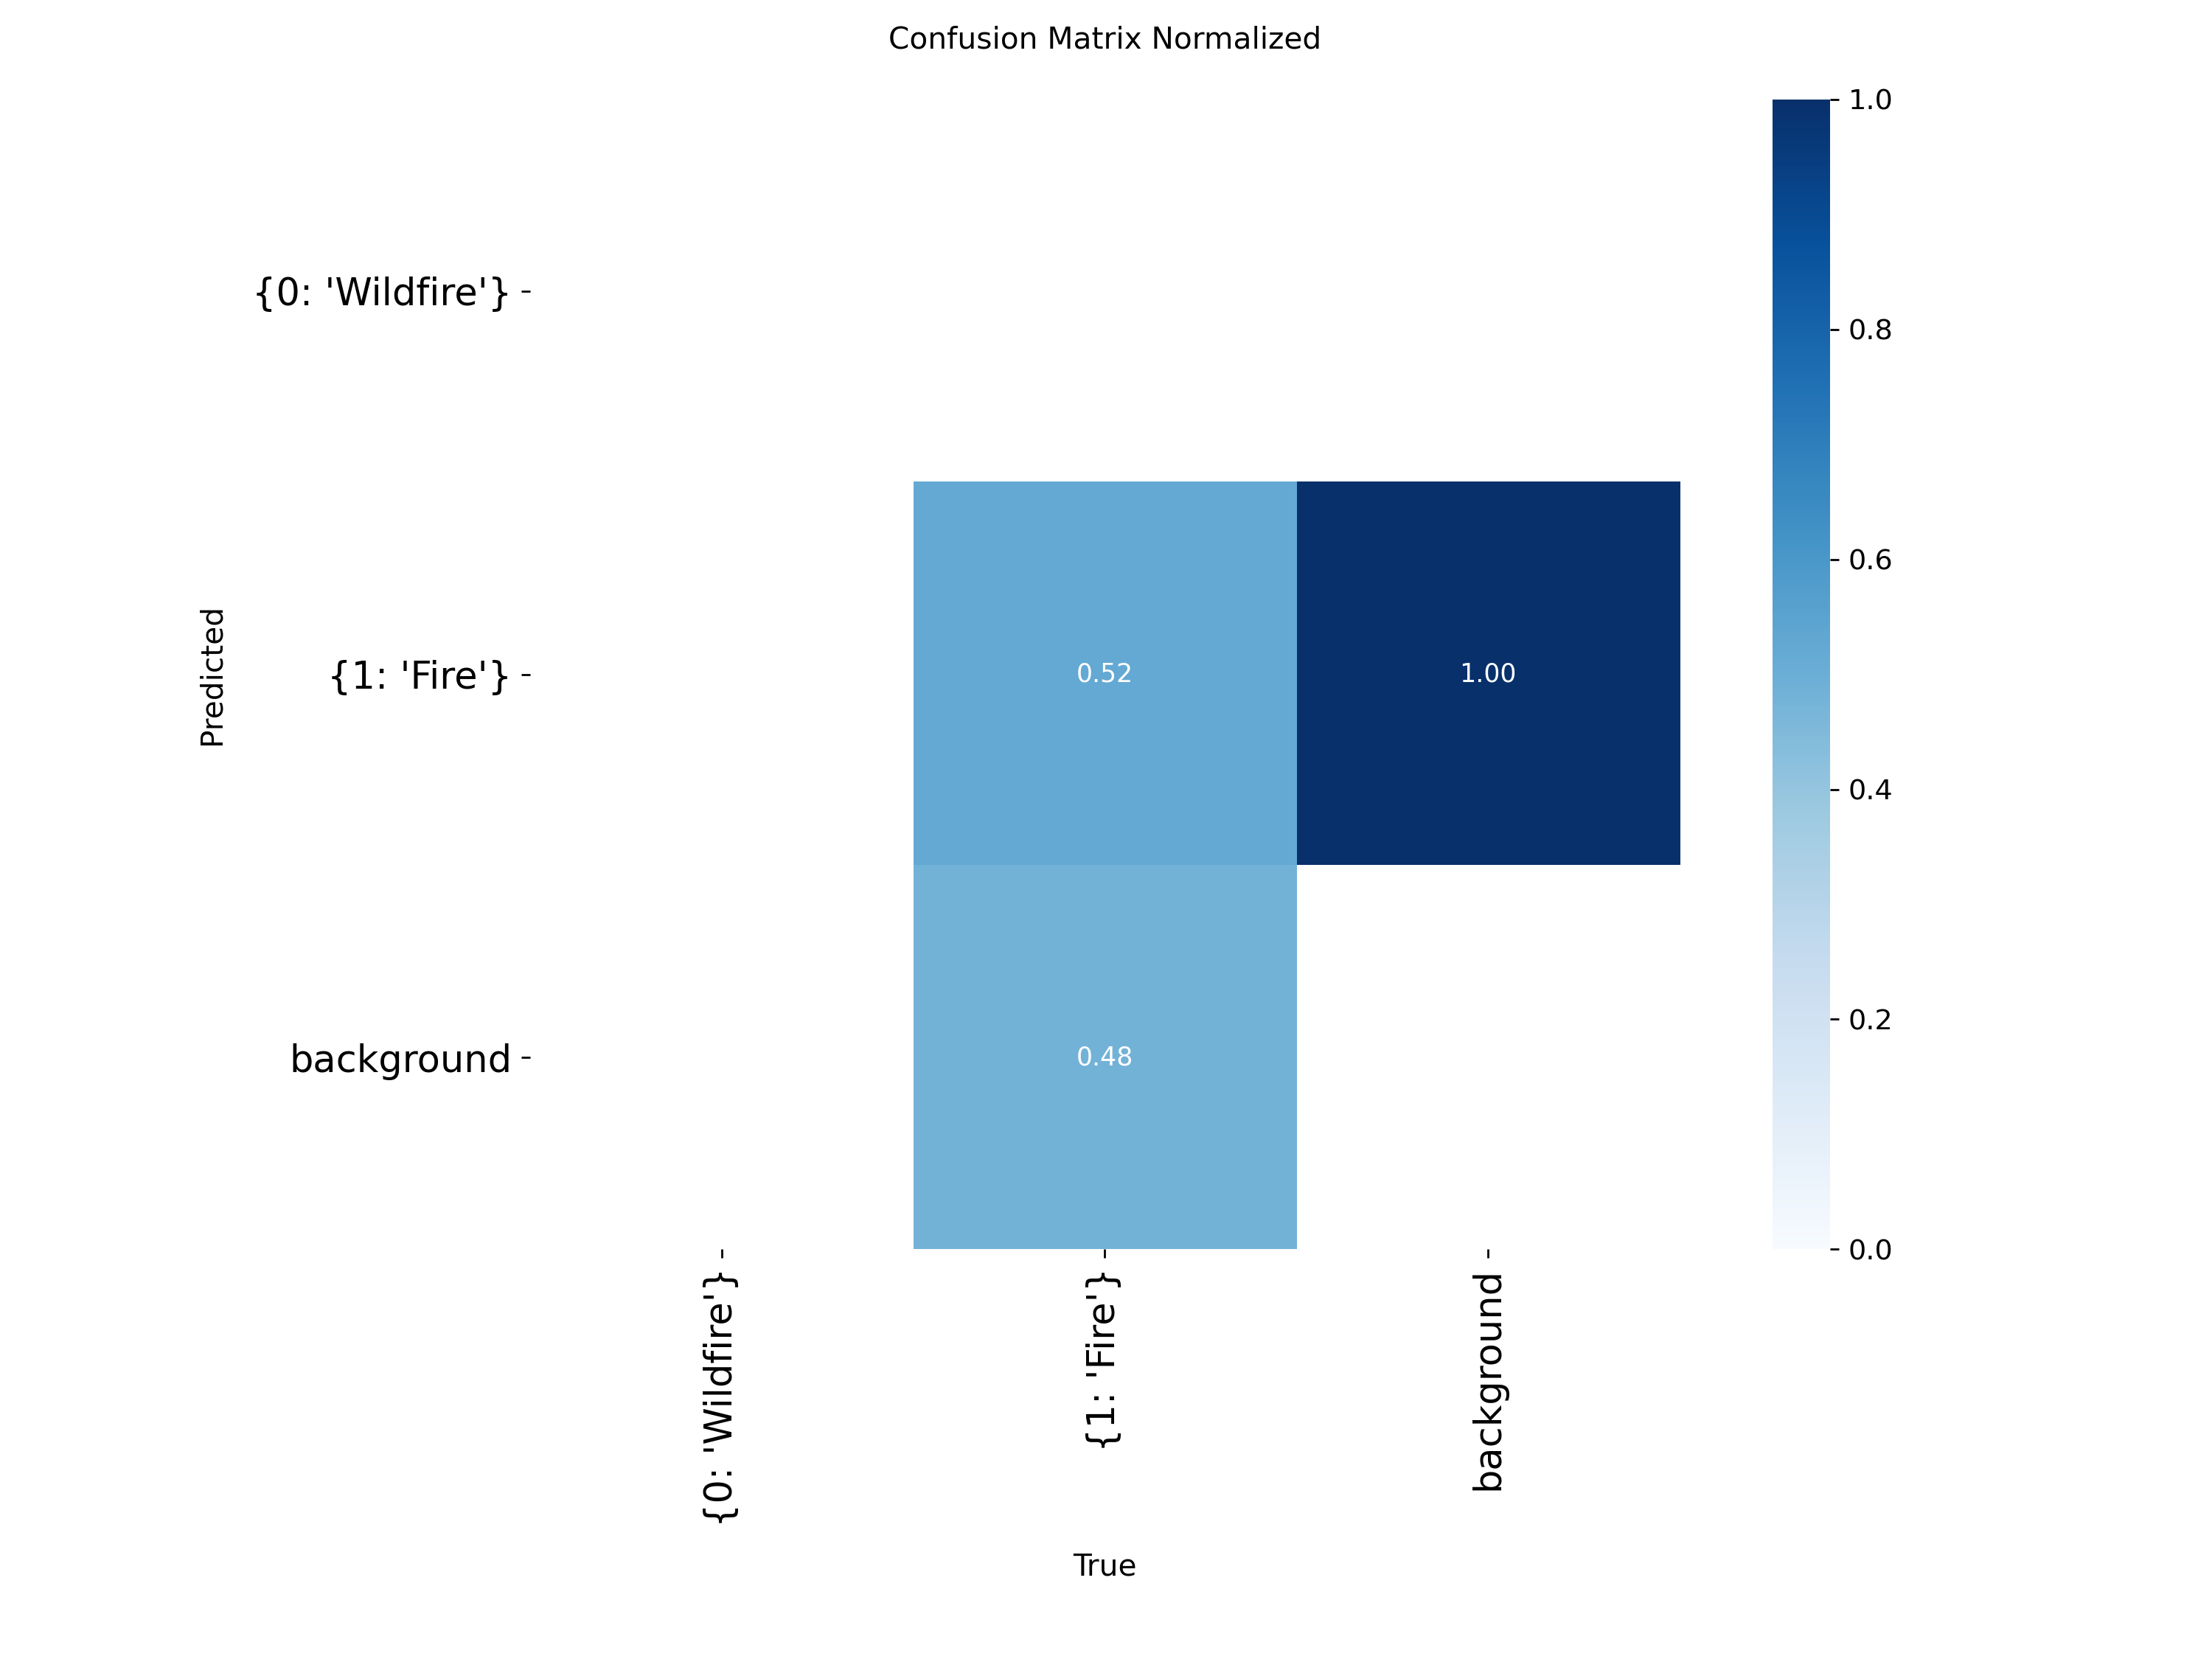 Confusion Matrix Normalized
1.0
{0: 'Wildfire'}
0.8
0.6
Predicted
{1: 'Fire'}
0.52
1.00
0.4
background
0.48
0.2
0.0
{0: 'Wildfire'}
{1: 'Fire'}
background
True